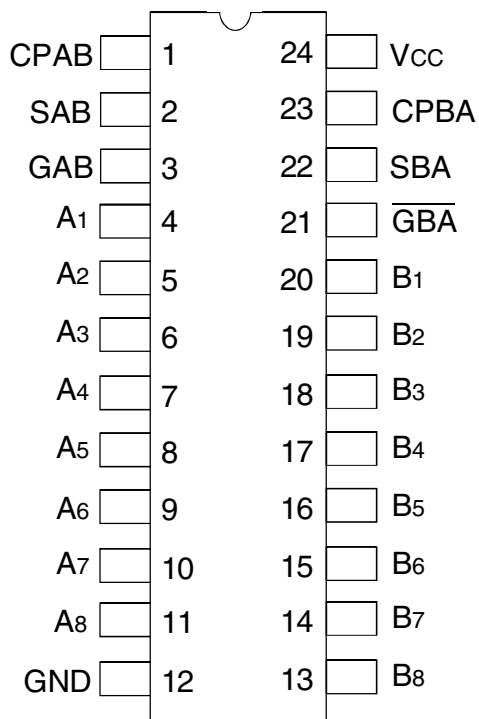 CPAB 1 24 VCC
SAB 2 23 CPBA
GAB 3 22 SBA
A1 4 21 G̅B̅A̅
A2 5 20 B1
A3 6 19 B2
A4 7 18 B3
A5 8 17 B4
A6 9 16 B5
A7 10 15 B6
A8 11 14 B7
GND 12 13 B8